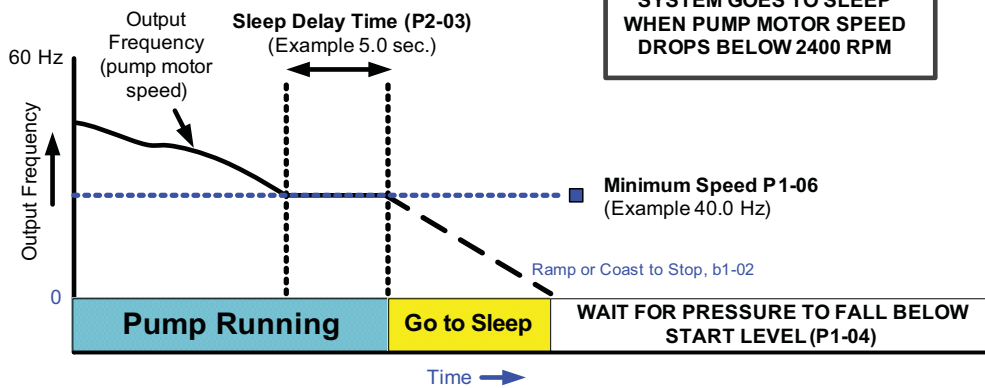 SYSTEM GOES TO SLEEP
WHEN PUMP MOTOR SPEED
DROPS BELOW 2400 RPM
Output
Frequency
(pump motor
speed)
Sleep Delay Time (P2-03)
(Example 5.0 sec.)
60 Hz
Output Frequency
Minimum Speed P1-06
(Example 40.0 Hz)
Ramp or Coast to Stop, b1-02
0
Pump Running
Go to Sleep
WAIT FOR PRESSURE TO FALL BELOW
START LEVEL (P1-04)
Time